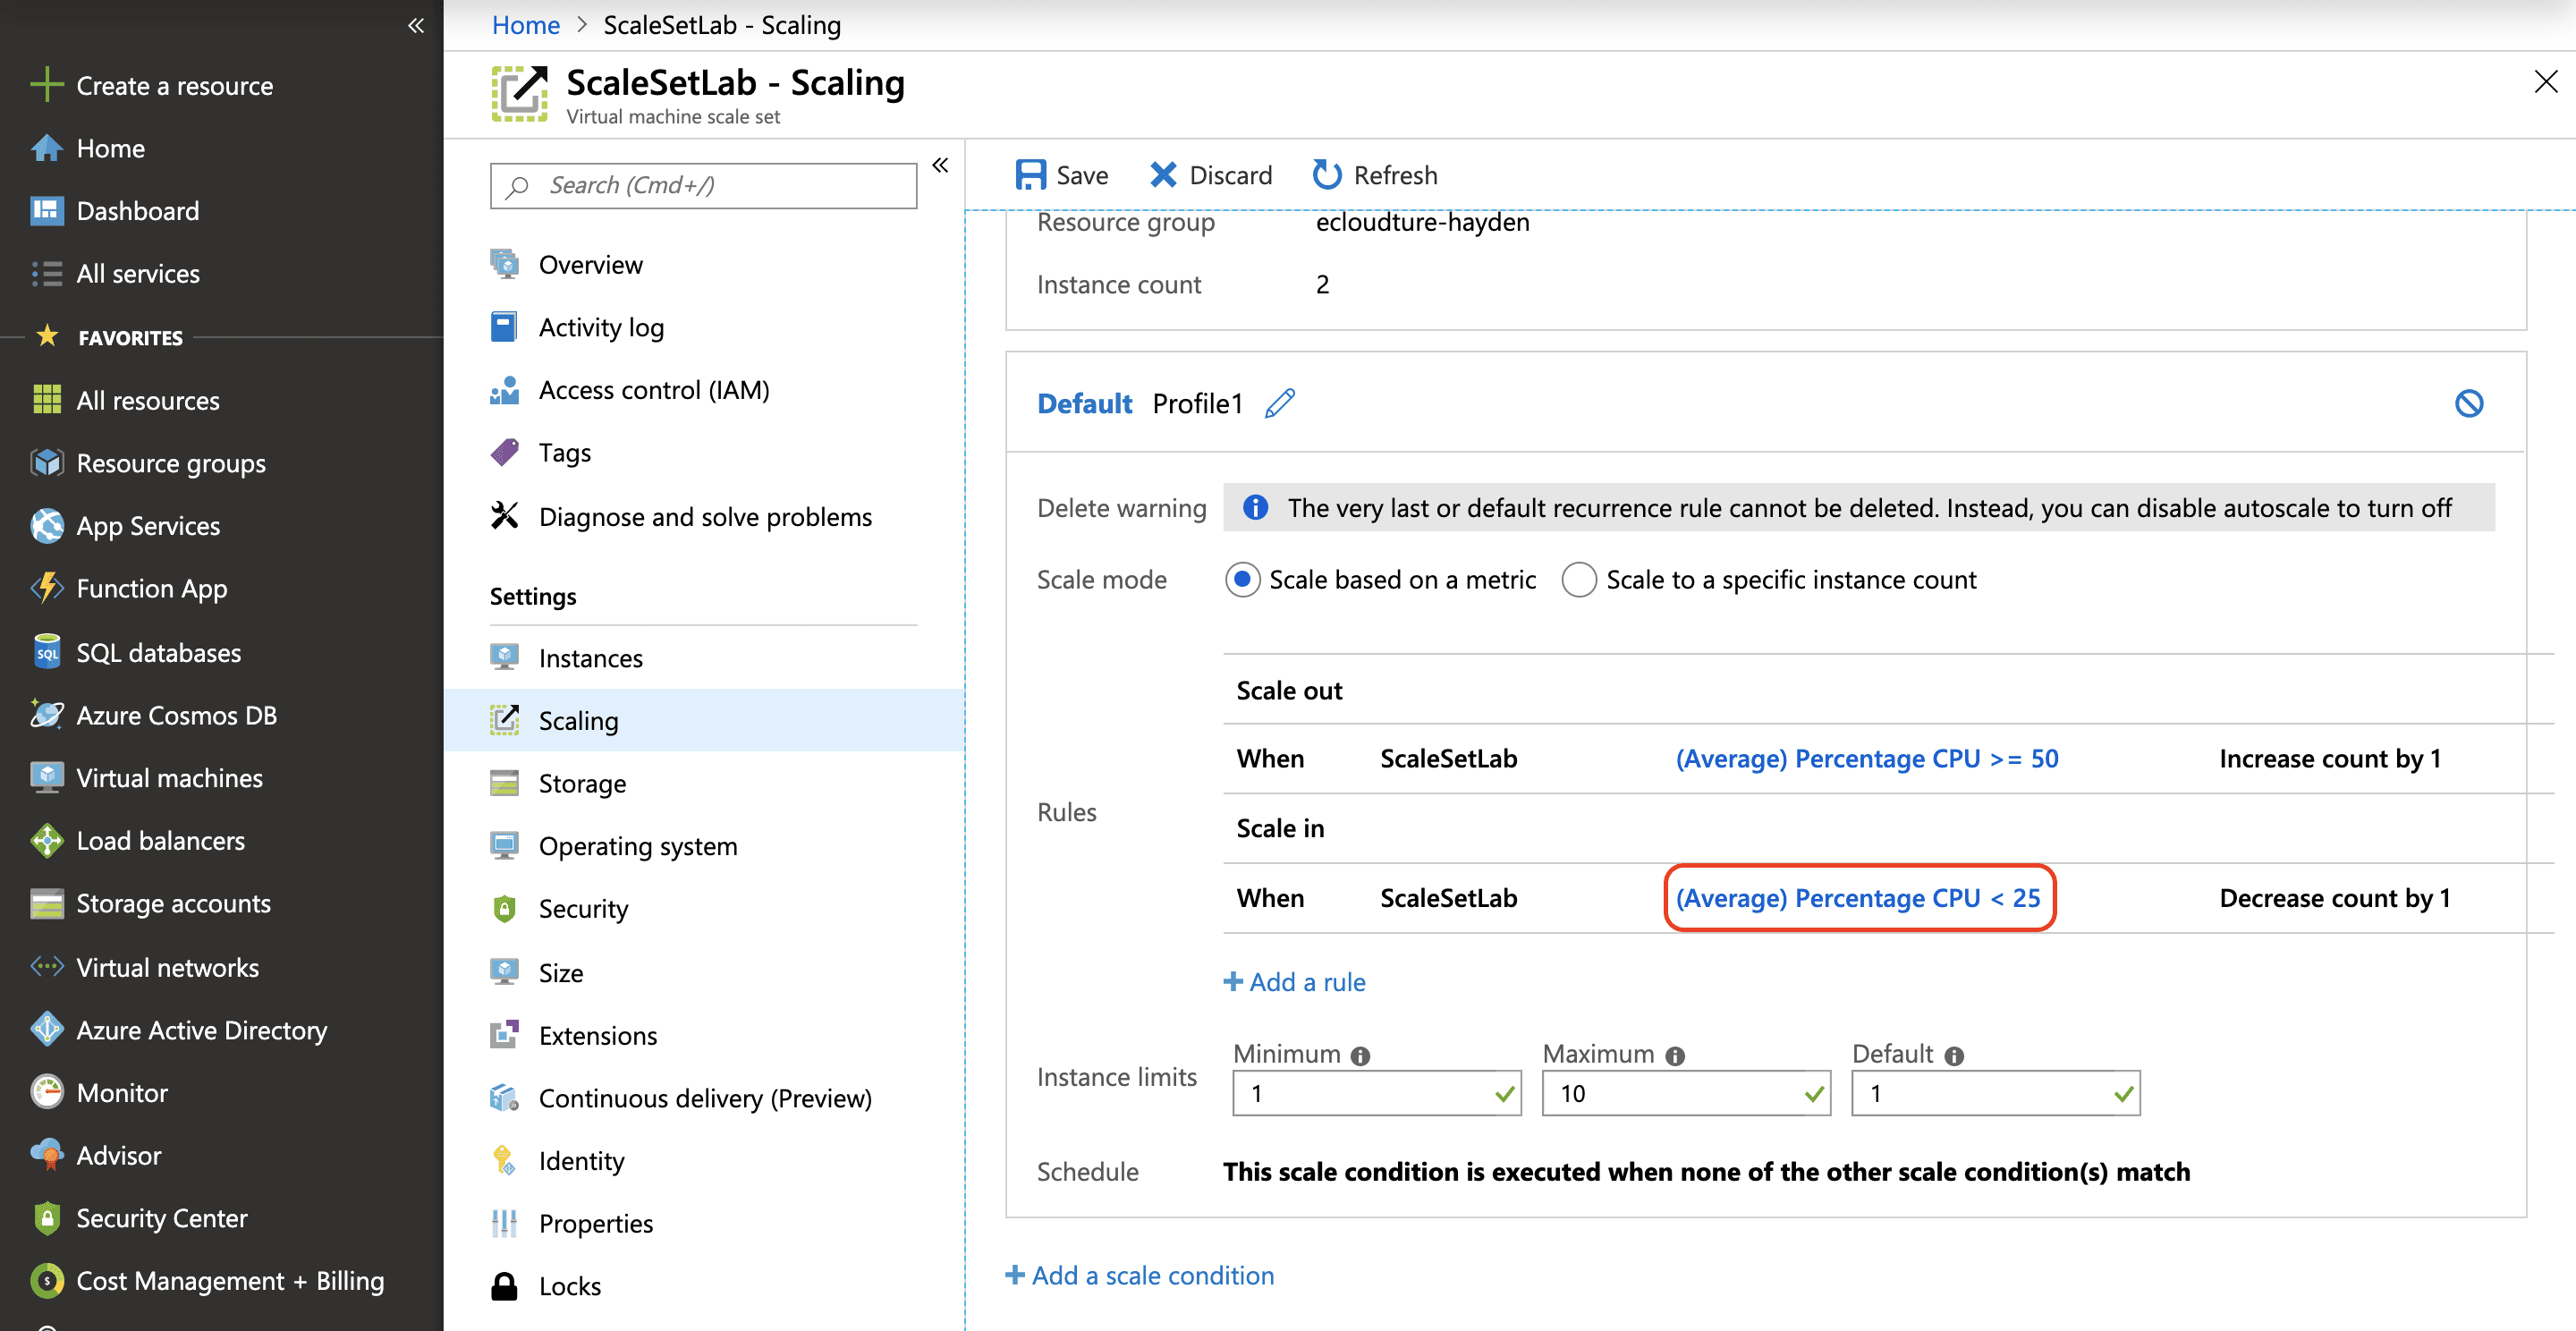 Home > ScaleSetLab - Scaling
ScaleSetLab - Scaling
Virtual machine scale set
Create a resource
Home
Dashboard
All services
FAVORITES
All resources
Resource groups
App Services
Function App
SQL databases
Azure Cosmos DB
Virtual machines
Load balancers
Storage accounts
Virtual networks
Azure Active Directory
Monitor
Advisor
Security Center
Cost Management + Billing
Search (Cmd+/)
Overview
Activity log
Access control (IAM)
Tags
Diagnose and solve problems
Settings
Instances
Scaling
Storage
Operating system
Security
Size
Extensions
Continuous delivery (Preview)
Identity
Properties
Locks
Save Discard Refresh
Resource group ecloudture-hayden
Instance count 2
Default Profile1
Delete warning The very last or default recurrence rule cannot be deleted. Instead, you can disable autoscale to turn off
Scale mode Scale based on a metric Scale to a specific instance count
Rules
Scale out
When ScaleSetLab (Average) Percentage CPU >= 50 Increase count by 1
Scale in
When ScaleSetLab (Average) Percentage CPU < 25 Decrease count by 1
+ Add a rule
Instance limits
Minimum Maximum Default
1 10 1
Schedule This scale condition is executed when none of the other scale condition(s) match
+ Add a scale condition